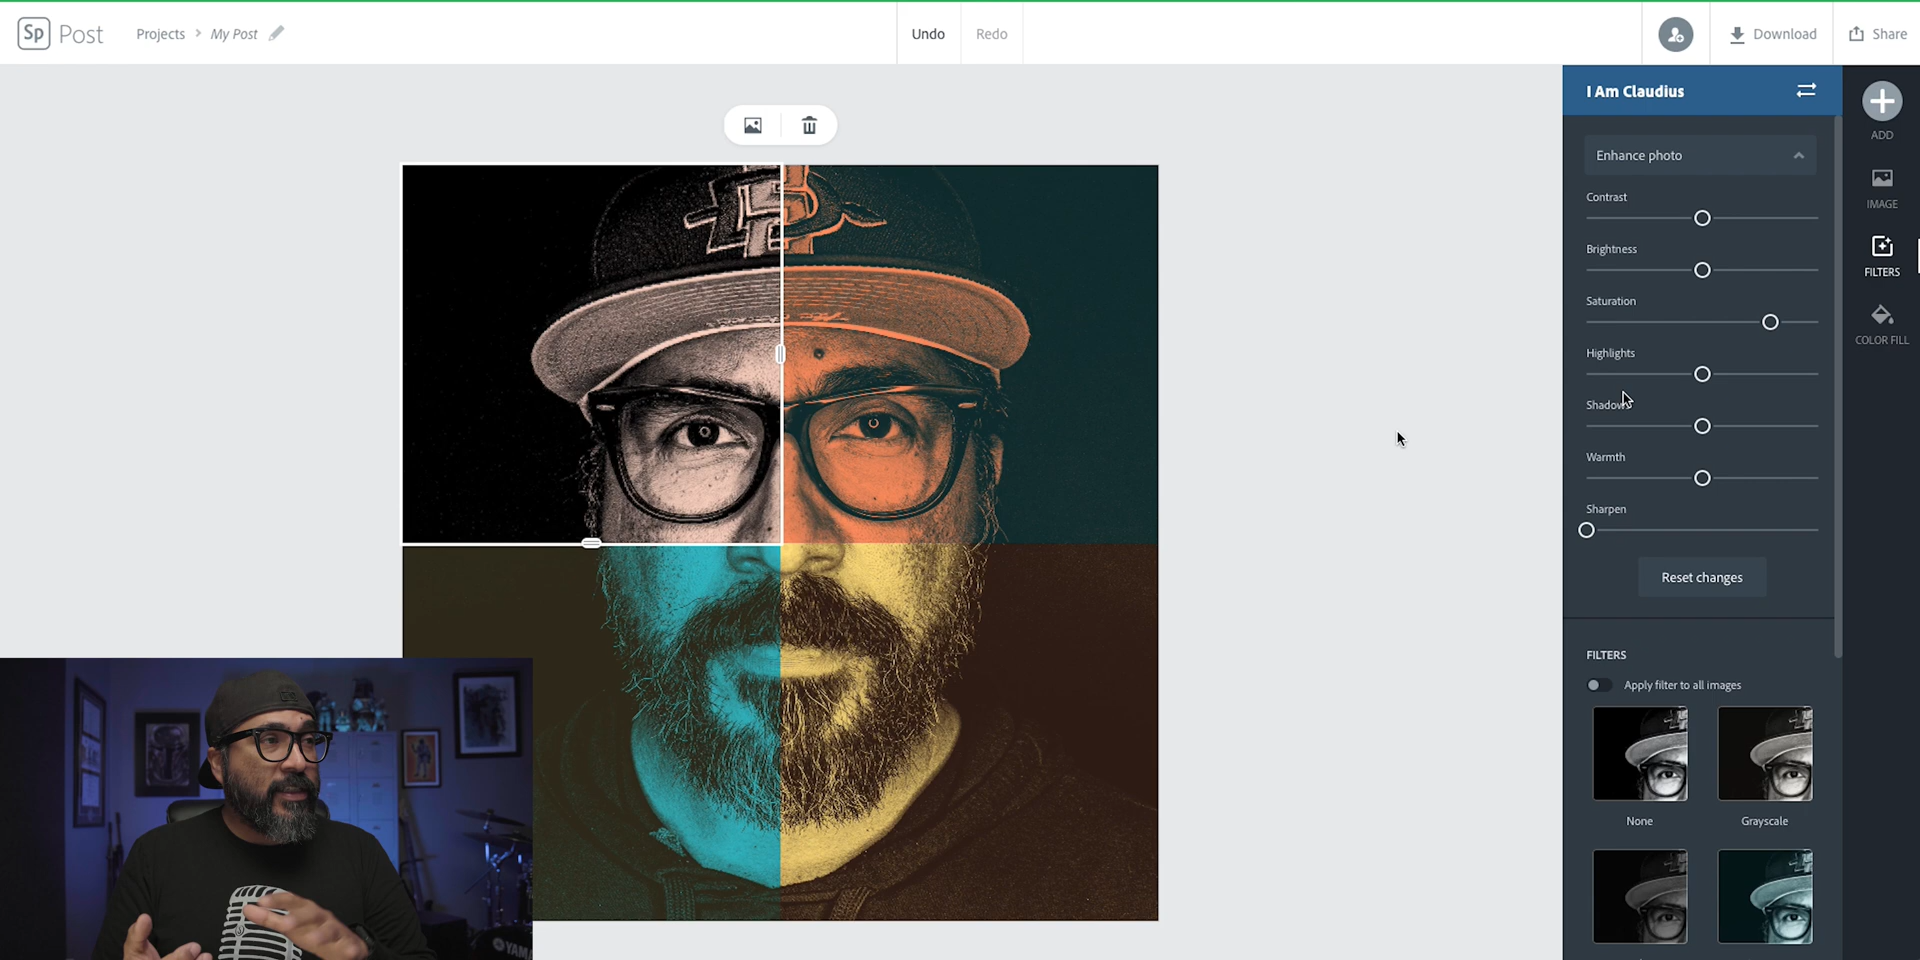 Sp Post
Projects > My Post
Undo
Redo
Download
Share
I Am Claudius
Enhance photo
Contrast
Brightness
Saturation
Highlights
Shadows
Warmth
Sharpen
Reset changes
FILTERS
Apply filter to all images
None
Grayscale
ADD
IMAGE
FILTERS
COLOR FILL
YAM